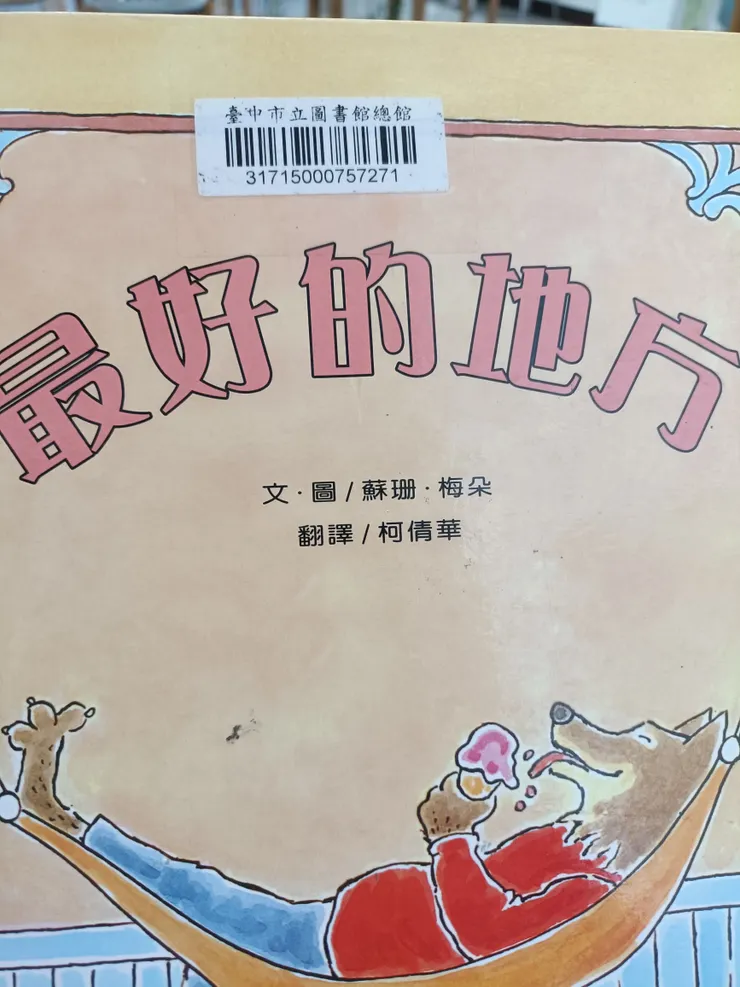 臺中市立圖書館總館
31715000757271
最好的地方
文·圖/蘇珊·梅朵
翻譯/柯倩華